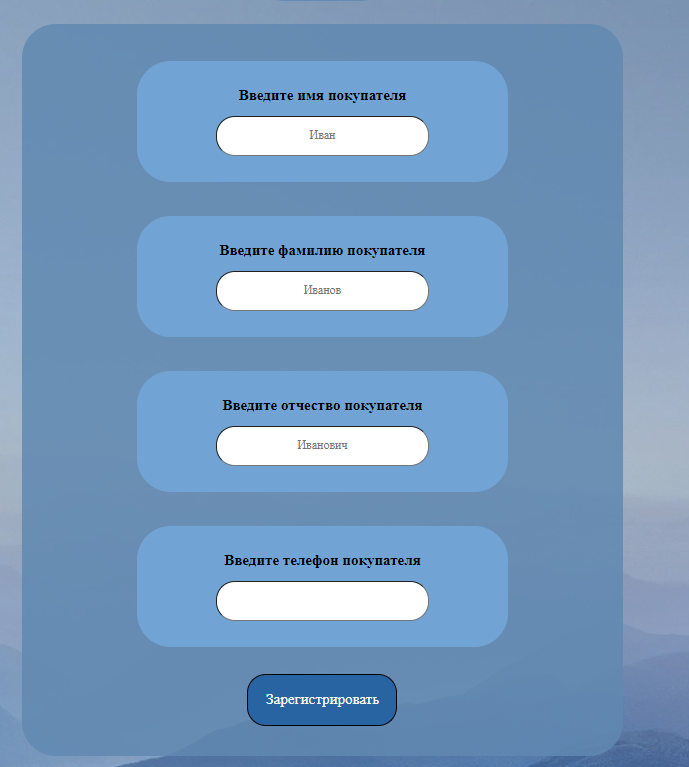 Введите имя покупателя
Иван
Введите фамилию покупателя
Иванов
Введите отчество покупателя
Иванович
Введите телефон покупателя
Зарегистрировать